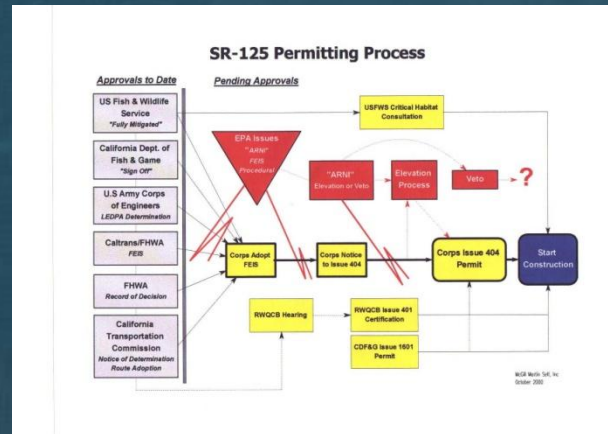 SR-125 Permitting Process
Approvals to Date
Pending Approvals
US Fish & Wildlife
Service
"Fully Mitigated"
California Dept. of
Fish & Game
"Sign Off"
U.S Army Corps
of Engineers
LEDPA Determination
Caltrans/FHWA
FEIS
FHWA
Record of Decision
California
Transportation
Commission
Notice of Determination
Route Adoption
EPA Issues
"ARNI"
FEIS
Procedural
USFWS Critical Habitat
Consultation
"ARNI"
Elevation or Veto
Elevation
Process
Veto
?
Corps Adopt
FEIS
Corps Notice
to Issue 404
Corps Issue 404
Permit
Start
Construction
RWQCB Hearing
RWQCB Issue 401
Certification
CDF&G Issue 1601
Permit
McGill Martin Self, Inc
October 2000